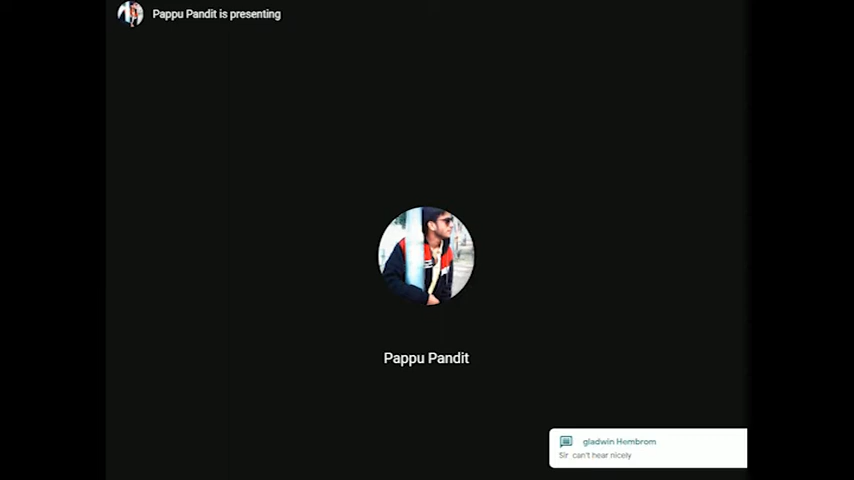 Pappu Pandit is presenting
Pappu Pandit
gladwin Hembrom
Sir can't hear nicely